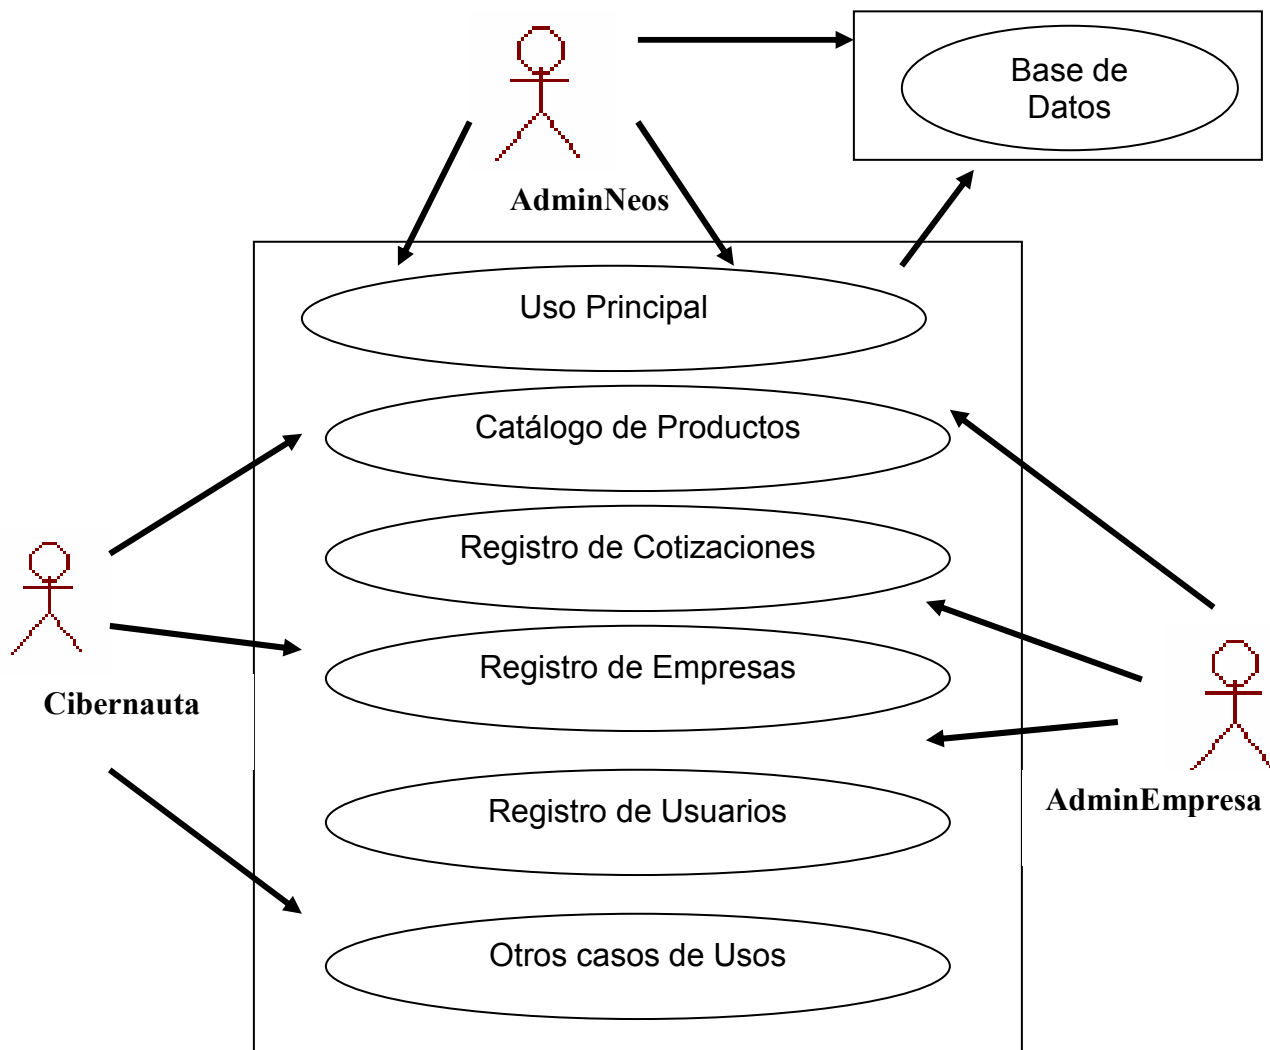 Base de
Datos
AdminNeos
Uso Principal
Catálogo de Productos
Registro de Cotizaciones
Registro de Empresas
Cibernauta
Registro de Usuarios
AdminEmpresa
Otros casos de Usos